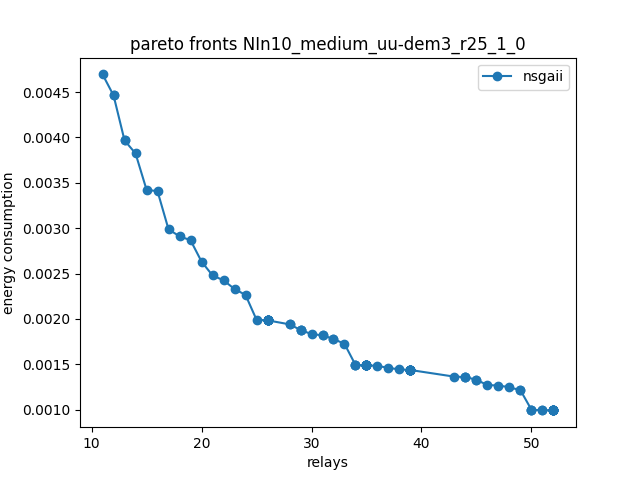 pareto fronts NIn10_medium_uu-dem3_r25_1_0
nsgaii
energy consumption
0.0045
0.0040
0.0035
0.0030
0.0025
0.0020
0.0015
0.0010
10 20 30 40 50
relays